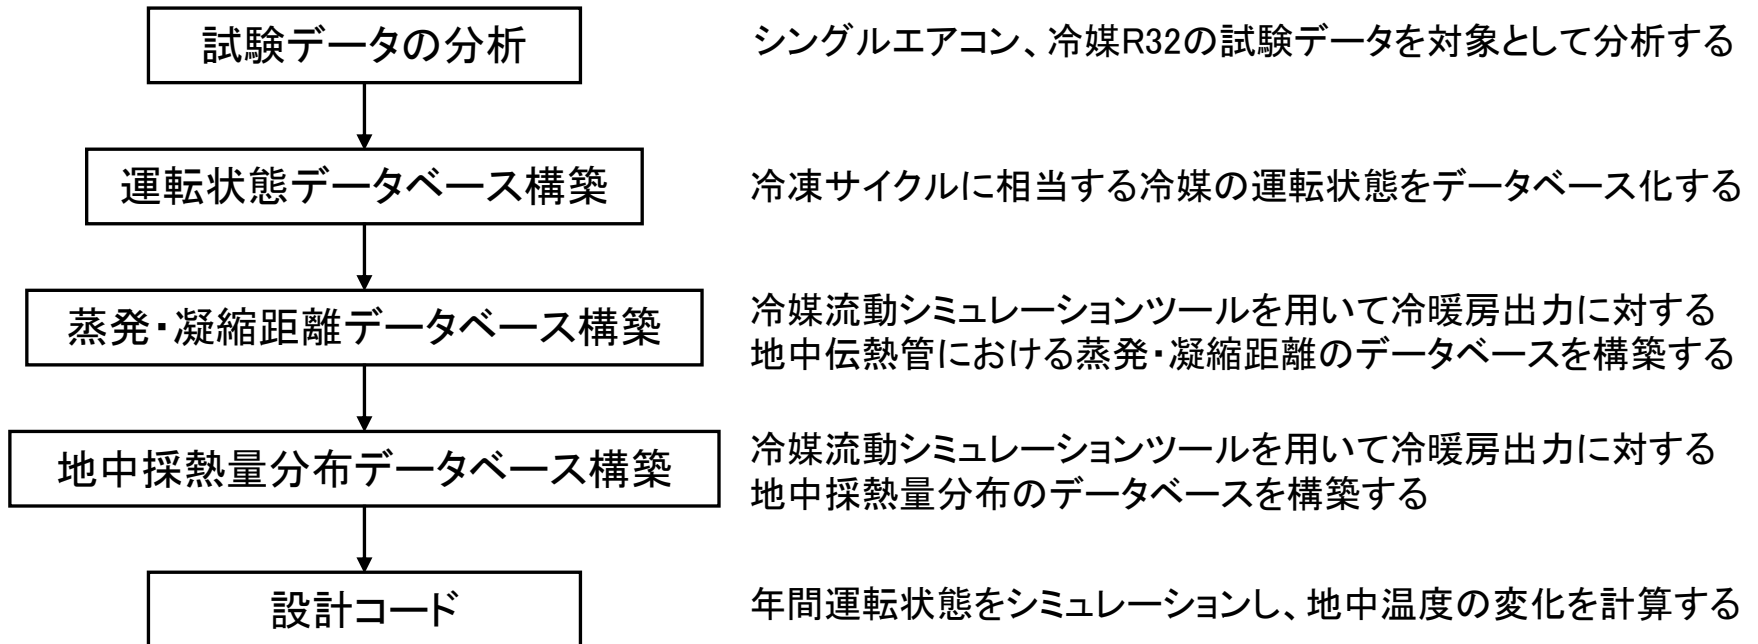 試験データの分析
シングルエアコン、冷媒R32の試験データを対象として分析する
運転状態データベース構築
冷凍サイクルに相当する冷媒の運転状態をデータベース化する
蒸発・凝縮距離データベース構築
冷媒流動シミュレーションツールを用いて冷暖房出力に対する
地中伝熱管における蒸発・凝縮距離のデータベースを構築する
地中採熱量分布データベース構築
冷媒流動シミュレーションツールを用いて冷暖房出力に対する
地中採熱量分布のデータベースを構築する
設計コード
年間運転状態をシミュレーションし、地中温度の変化を計算する